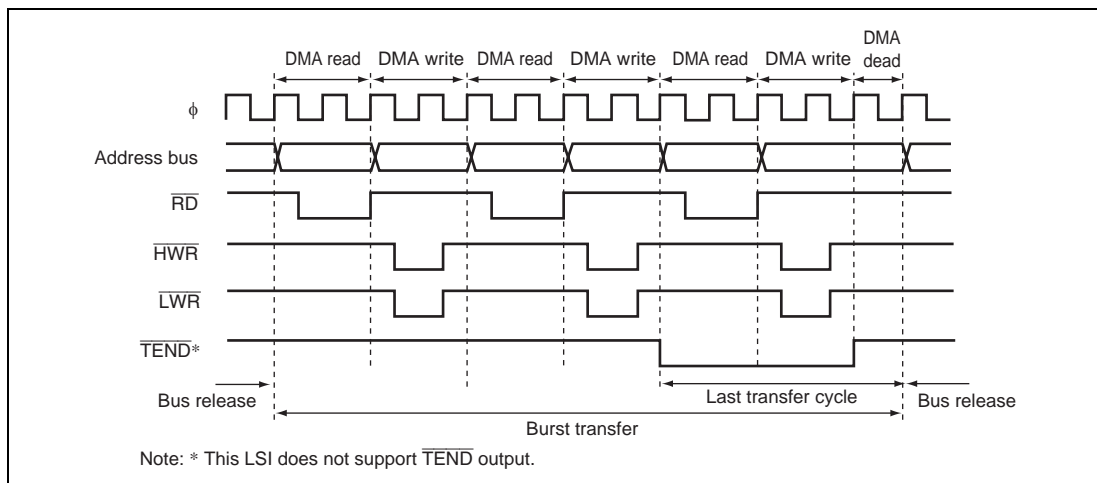 DMA read DMA write DMA read DMA write DMA read DMA write DMA dead
ϕ
Address bus
RD
HWR
LWR
TEND*
Bus release
Last transfer cycle
Bus release
Burst transfer
Note: * This LSI does not support TEND output.